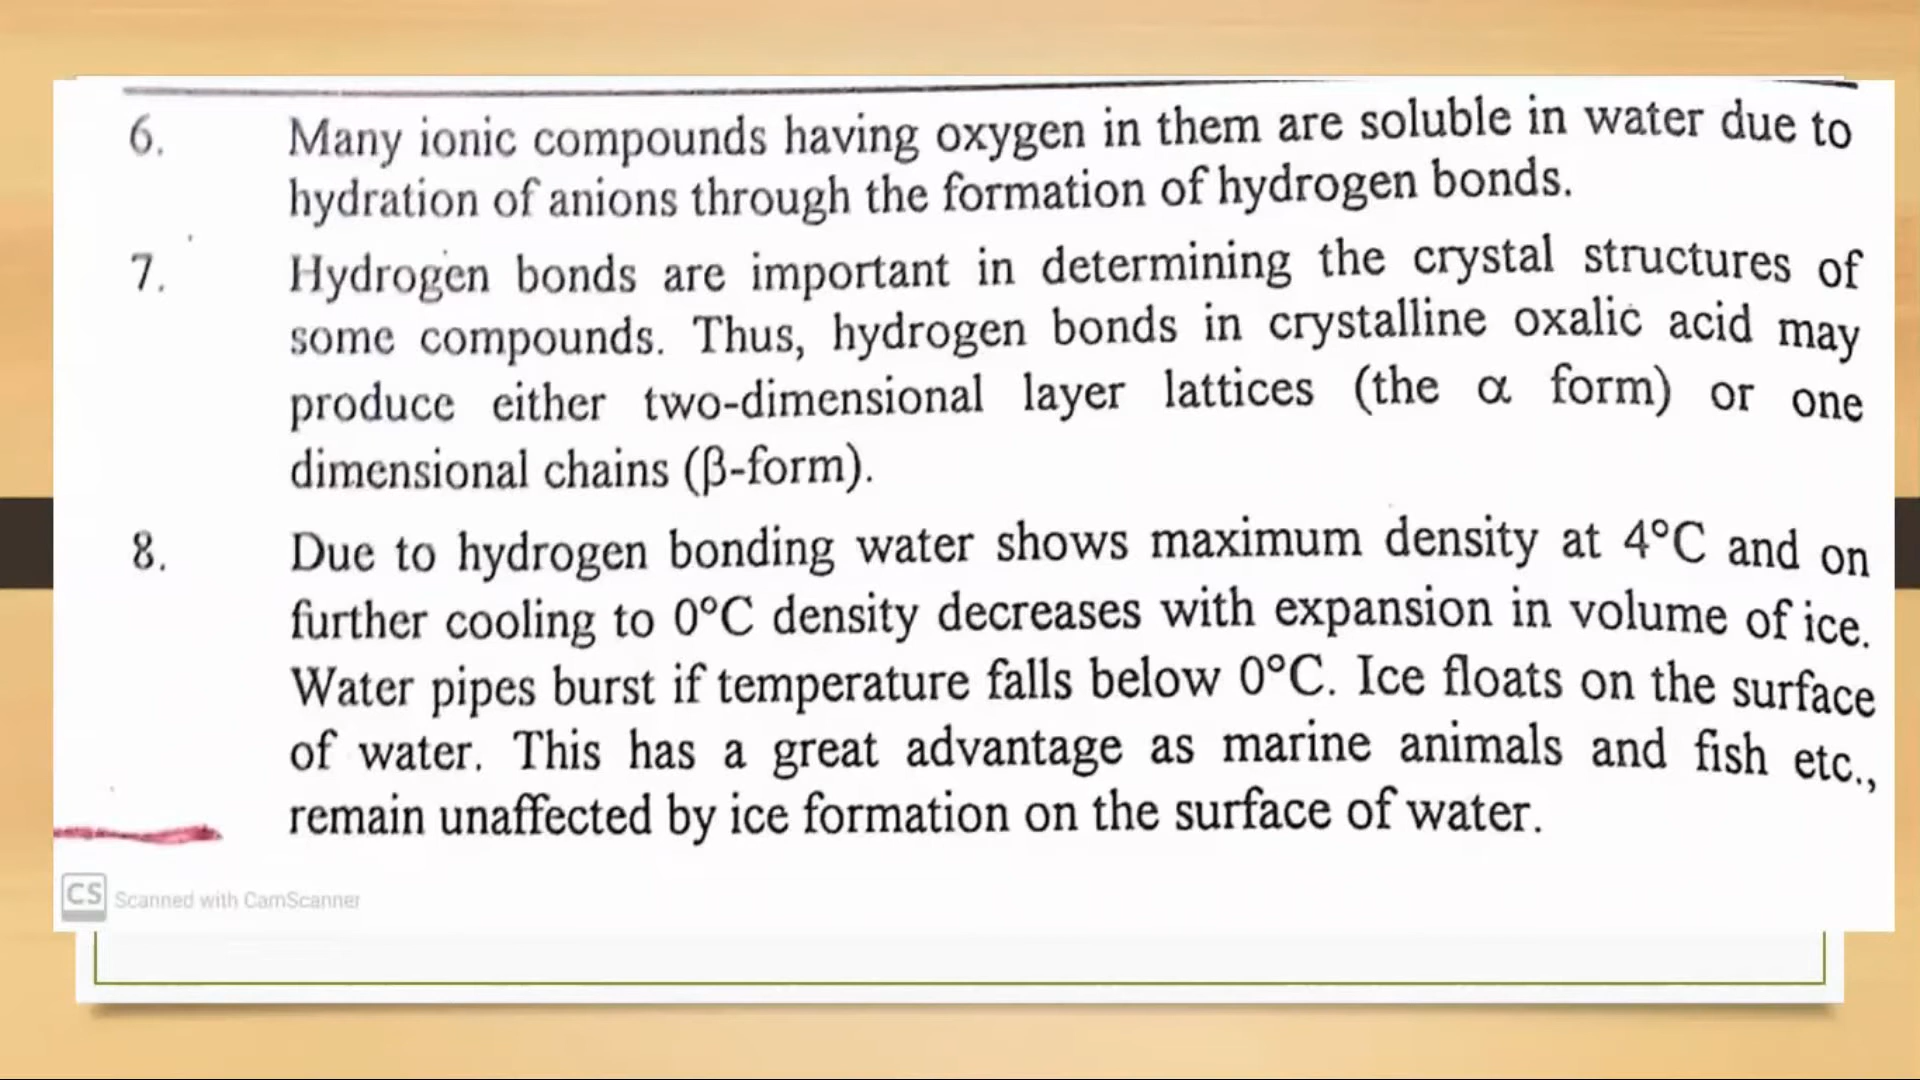 6. Many ionic compounds having oxygen in them are soluble in water due to
hydration of anions through the formation of hydrogen bonds.
7. Hydrogen bonds are important in determining the crystal structures of
some compounds. Thus, hydrogen bonds in crystalline oxalic acid may
produce either two-dimensional layer lattices (the α form) or one
dimensional chains (β-form).
8. Due to hydrogen bonding water shows maximum density at 4°C and on
further cooling to 0°C density decreases with expansion in volume of ice.
Water pipes burst if temperature falls below 0°C. Ice floats on the surface
of water. This has a great advantage as marine animals and fish etc.,
remain unaffected by ice formation on the surface of water.
CS Scanned with CamScanner